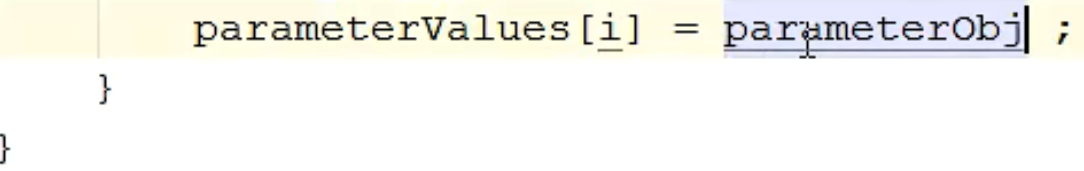 parameterValues[i] = parameterObj ;
}
}